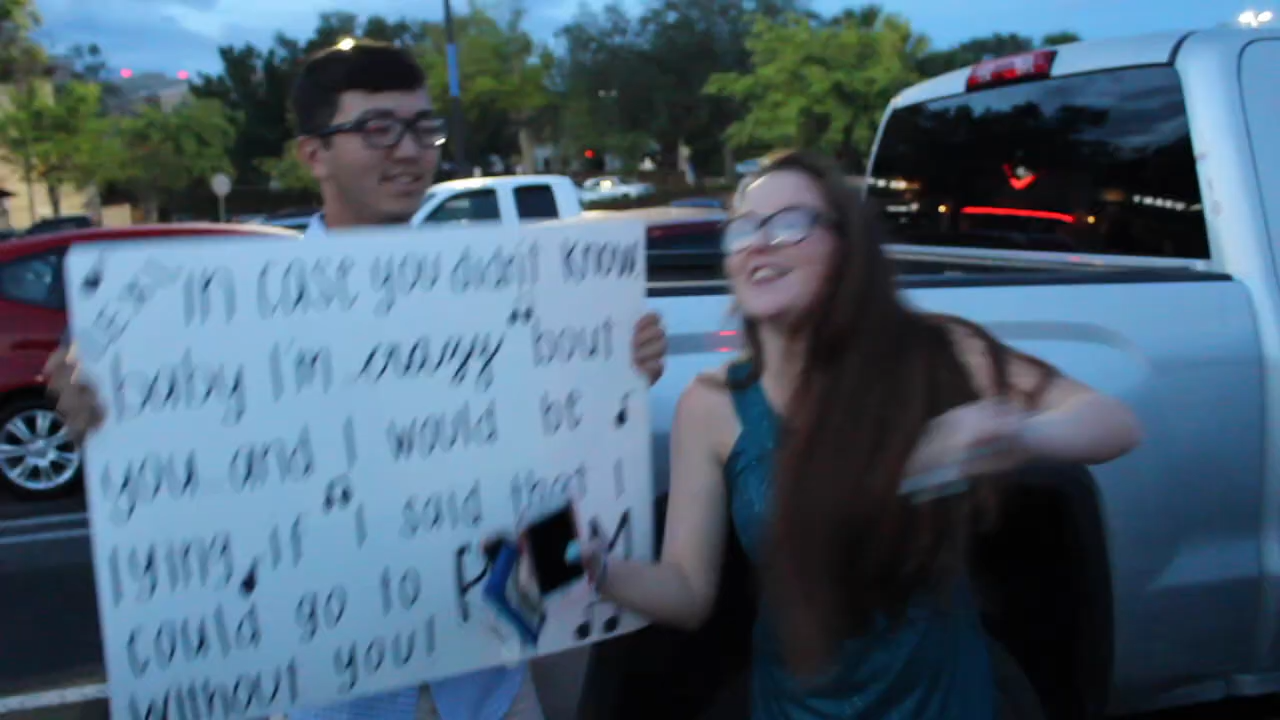 in case you didn't know
baby I'm crazy 'bout
you and I would be
lying, if I said that I
could go to P M
without you!